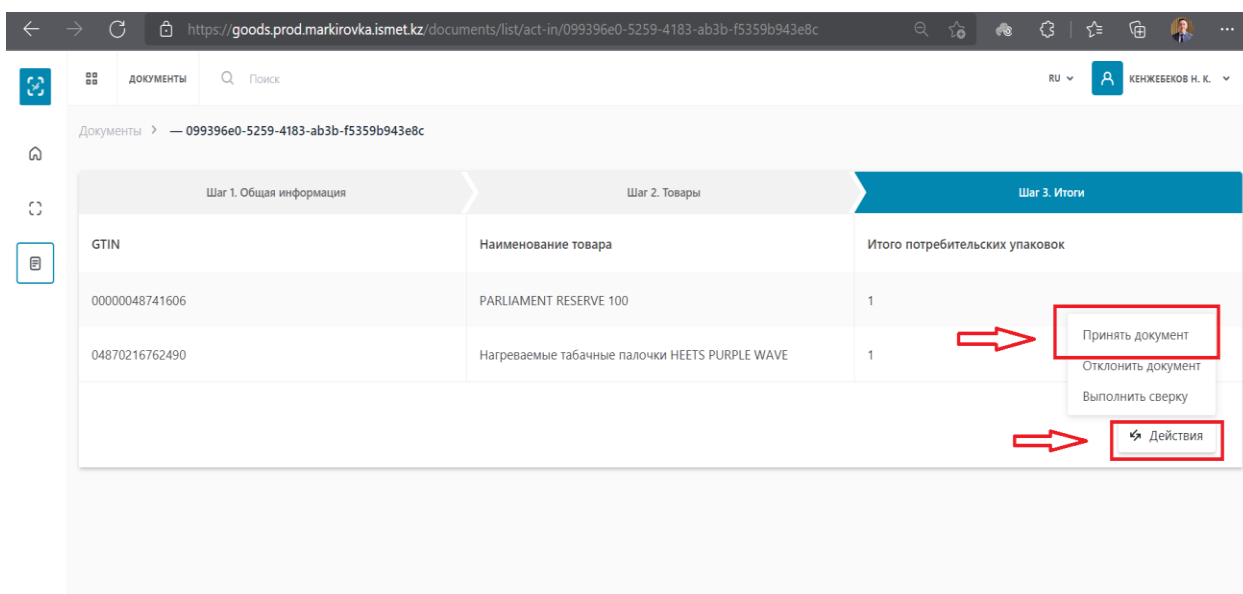 https://goods.prod.markirovka.ismet.kz/documents/list/act-in/099396e0-5259-4183-ab3b-f5359b943e8c
ДОКУМЕНТЫ Поиск RU КЕНЖЕБЕКОВ Н. К.
Документы > — 099396e0-5259-4183-ab3b-f5359b943e8c
Шаг 1. Общая информация Шаг 2. Товары Шаг 3. Итоги
GTIN Наименование товара Итого потребительских упаковок
00000048741606 PARLIAMENT RESERVE 100 1
Принять документ
04870216762490 Нагреваемые табачные палочки HEETS PURPLE WAVE 1
Отклонить документ
Выполнить сверку
Действия